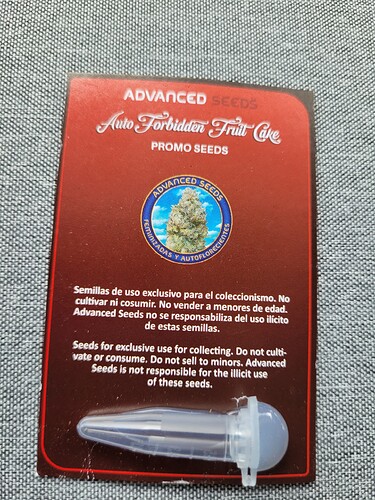 ADVANCED SEEDS
Auto Forbidden Fruit Cake
PROMO SEEDS
ADVANCED SEEDS
FEMINIZADAS Y AUTOFLORECIENTES
Semillas de uso exclusivo para el coleccionismo. No
cultivar ni cosumir. No vender a menores de edad.
Advanced Seeds no se responsabiliza del uso ilícito
de estas semillas.
Seeds for exclusive use for collecting. Do not culti-
vate or consume. Do not sell to minors. Advanced
Seeds is not responsible for the illicit use
of these seeds.